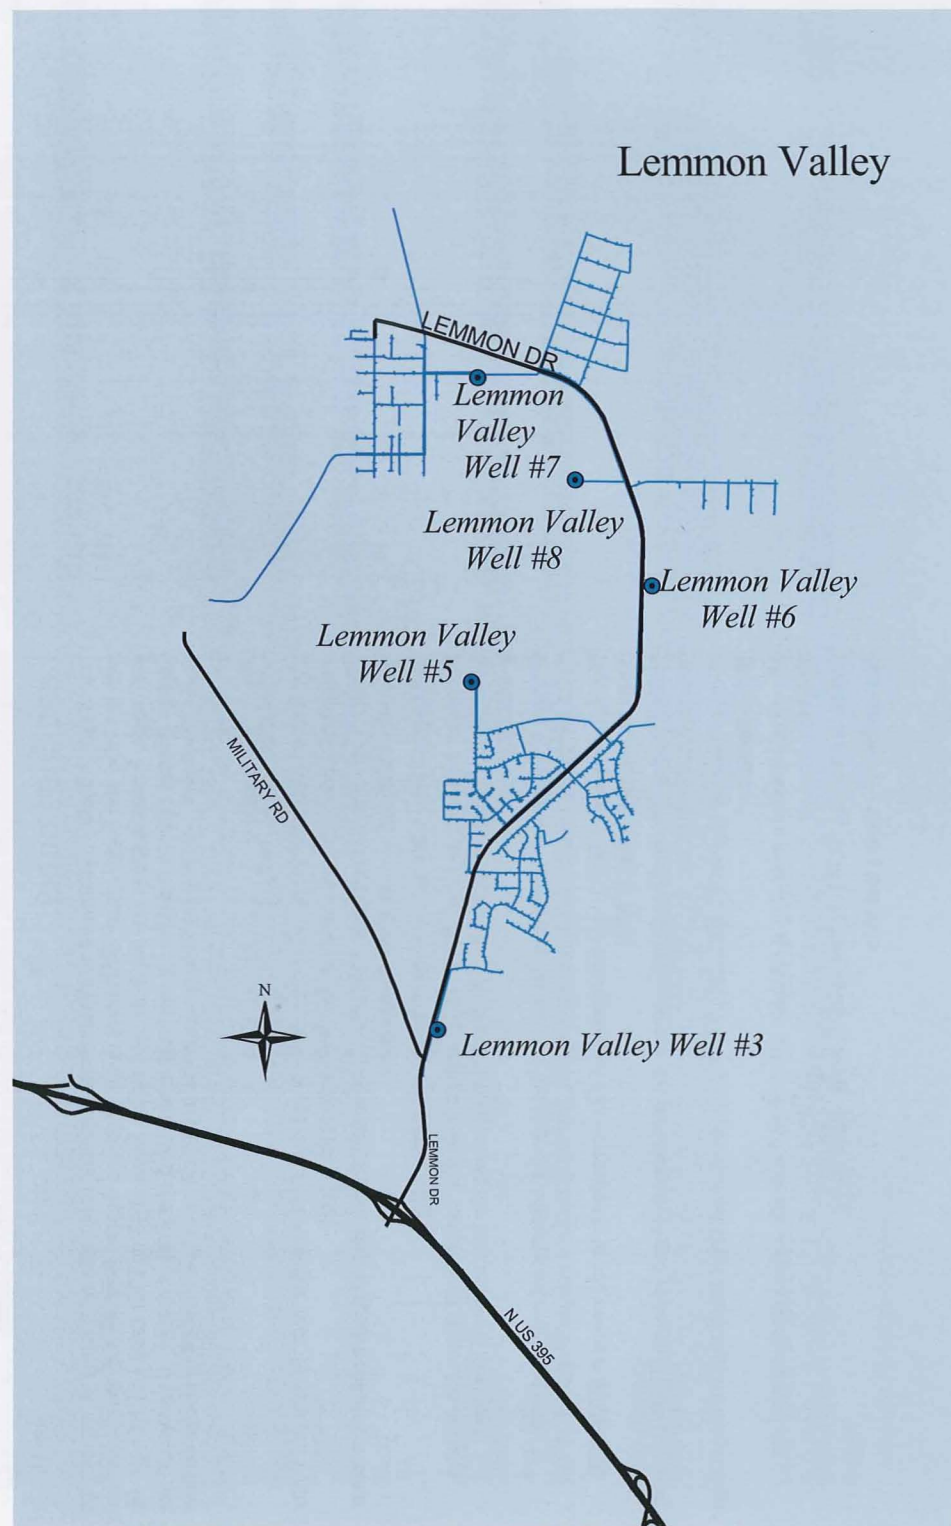 Lemmon Valley
LEMMON DR
Lemmon
Valley
Well #7
Lemmon Valley
Well #8
Lemmon Valley
Well #6
Lemmon Valley
Well #5
MILITARY RD
N
Lemmon Valley Well #3
LEMMON DR
N US 395